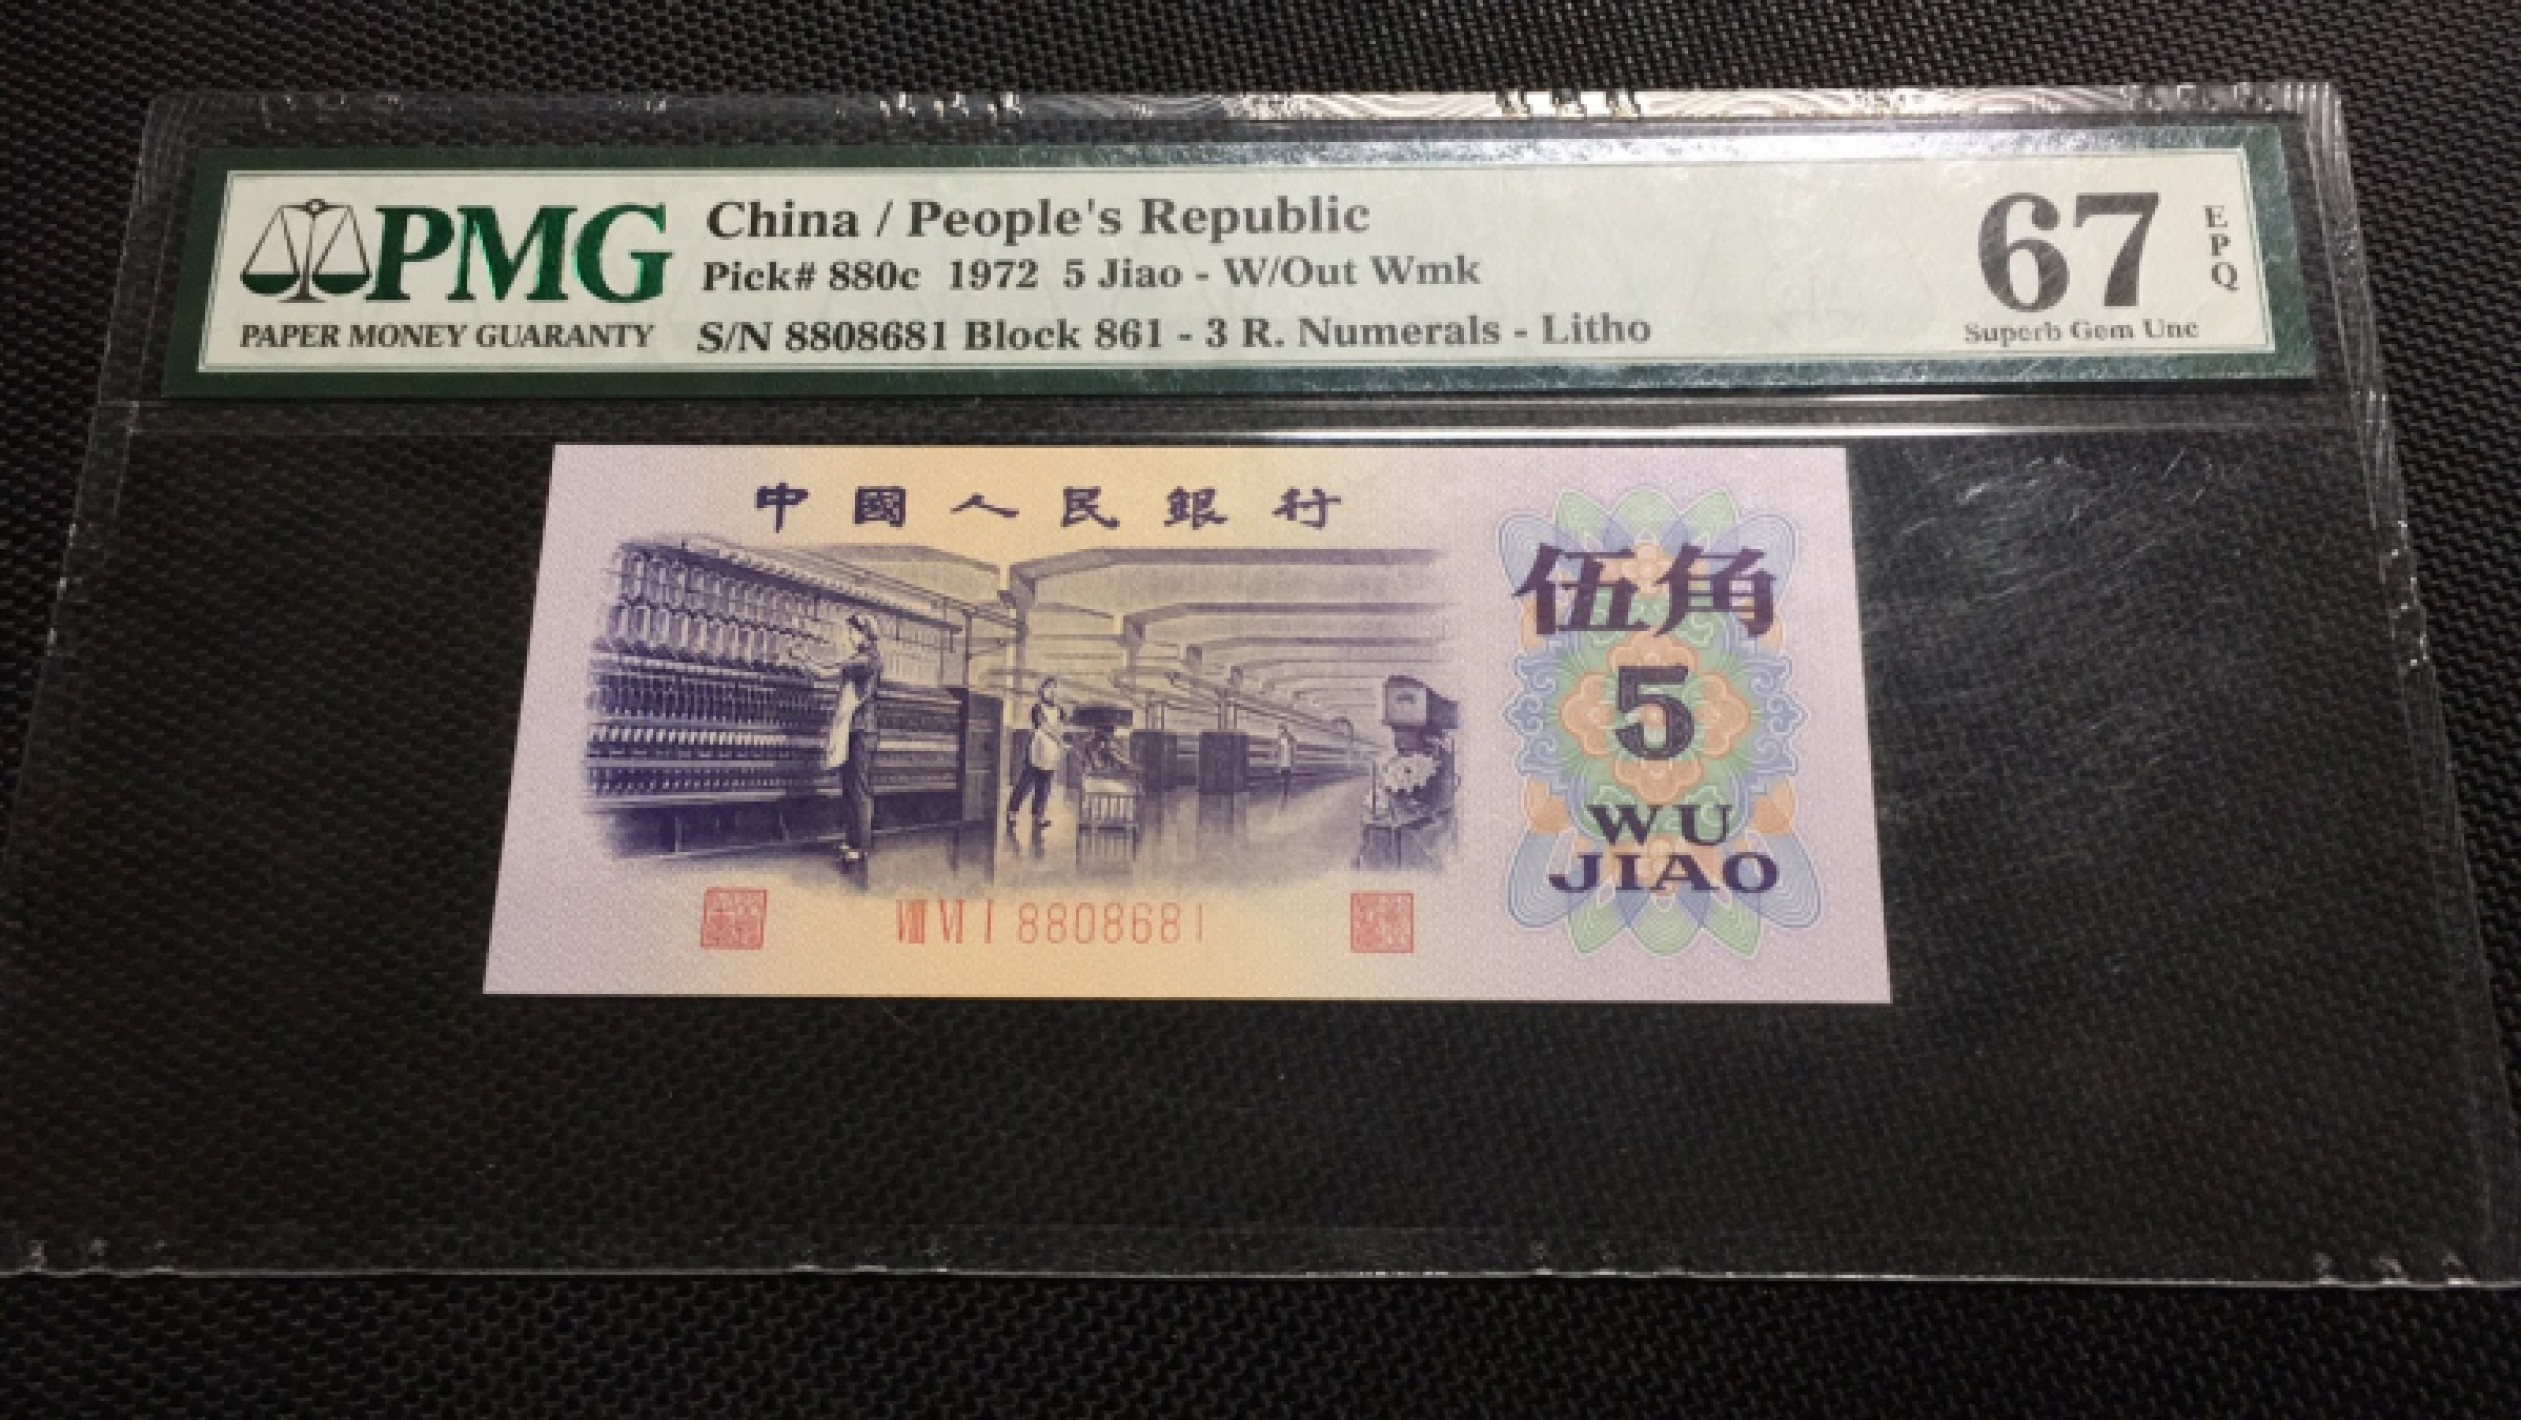 PMG
PAPER MONEY GUARANTY
China / People's Republic
Pick# 880c 1972 5 Jiao - W/Out Wmk
S/N 8808681 Block 861 - 3 R. Numerals - Litho
67
EPQ
Superb Gem Unc
中國人民銀行
伍角
5
WU
JIAO
VIII VI I 8808681